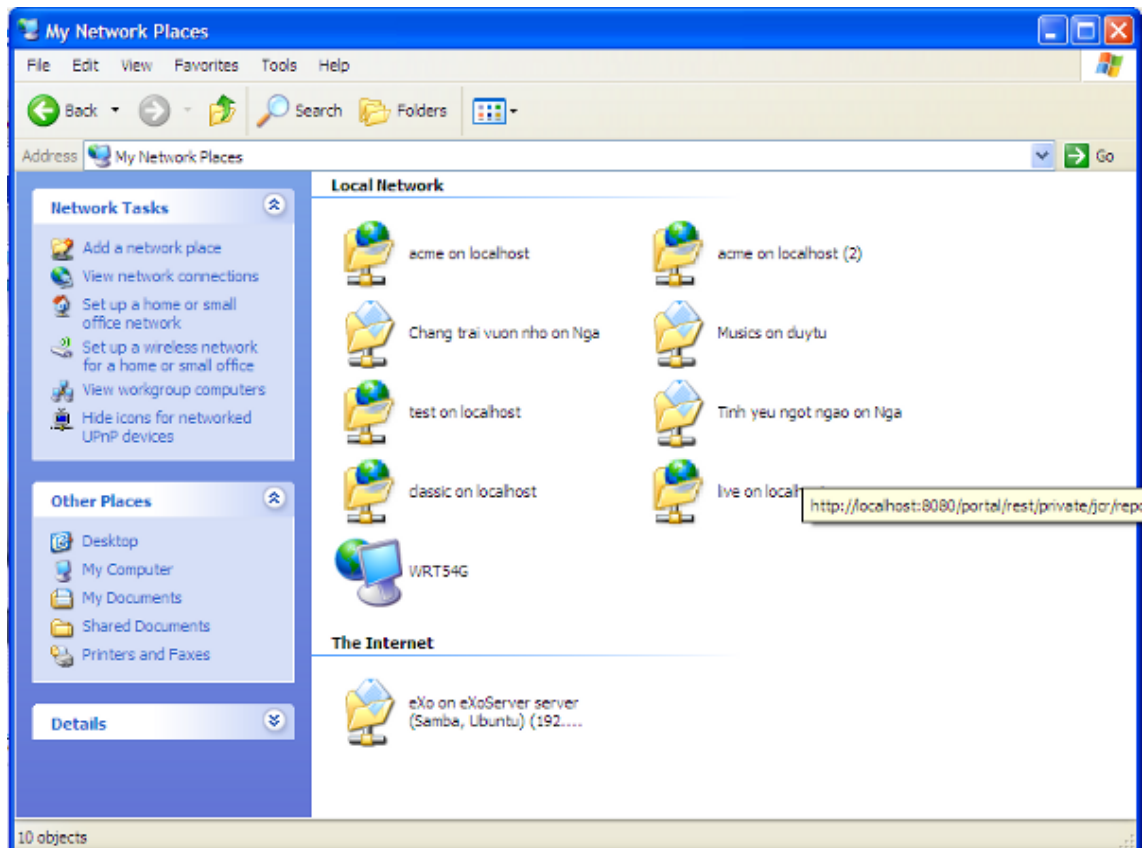 My Network Places
File Edit View Favorites Tools Help
Back Search Folders
Address My Network Places Go
Network Tasks
Add a network place
View network connections
Set up a home or small
office network
Set up a wireless network
for a home or small office
View workgroup computers
Hide icons for networked
UPnP devices
Other Places
Desktop
My Computer
My Documents
Shared Documents
Printers and Faxes
Details
Local Network
acme on localhost
acme on localhost (2)
Chang trai vuon nho on Nga
Musics on duytu
test on localhost
Tinh yeu ngot ngao on Nga
classic on localhost
live on localh
http://localhost:8080/portal/rest/private/jcr/repo
WRT54G
The Internet
eXo on eXoServer server
(Samba, Ubuntu) (192....
10 objects